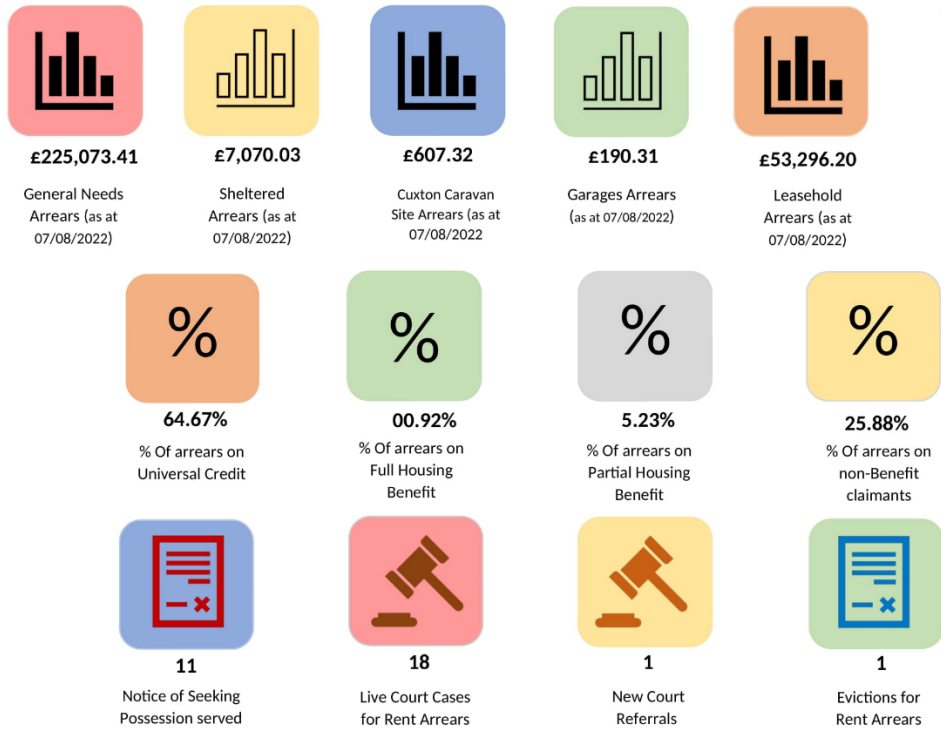 £225,073.41
General Needs
Arrears (as at
07/08/2022)
£7,070.03
Sheltered
Arrears (as at
07/08/2022)
£607.32
Cuxton Caravan
Site Arrears (as at
07/08/2022
£190.31
Garages Arrears
(as at 07/08/2022)
£53,296.20
Leasehold
Arrears (as at
07/08/2022)
%
64.67%
% Of arrears on
Universal Credit
%
00.92%
% Of arrears on
Full Housing
Benefit
%
5.23%
% Of arrears on
Partial Housing
Benefit
%
25.88%
% Of arrears on
non-Benefit
claimants
11
Notice of Seeking
Possession served
18
Live Court Cases
for Rent Arrears
1
New Court
Referrals
1
Evictions for
Rent Arrears